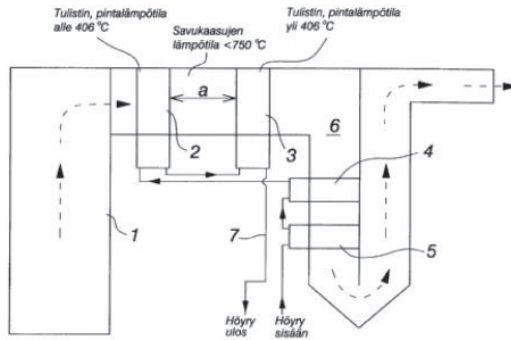 Tulistin, pintalämpötila
alle 406 °C
Tulistin, pintalämpötila
yli 406 °C
Savukaasujen
lämpötila <750 °C
a
2
3
6
4
5
1
7
Höyry
ulos
Höyry
sisään